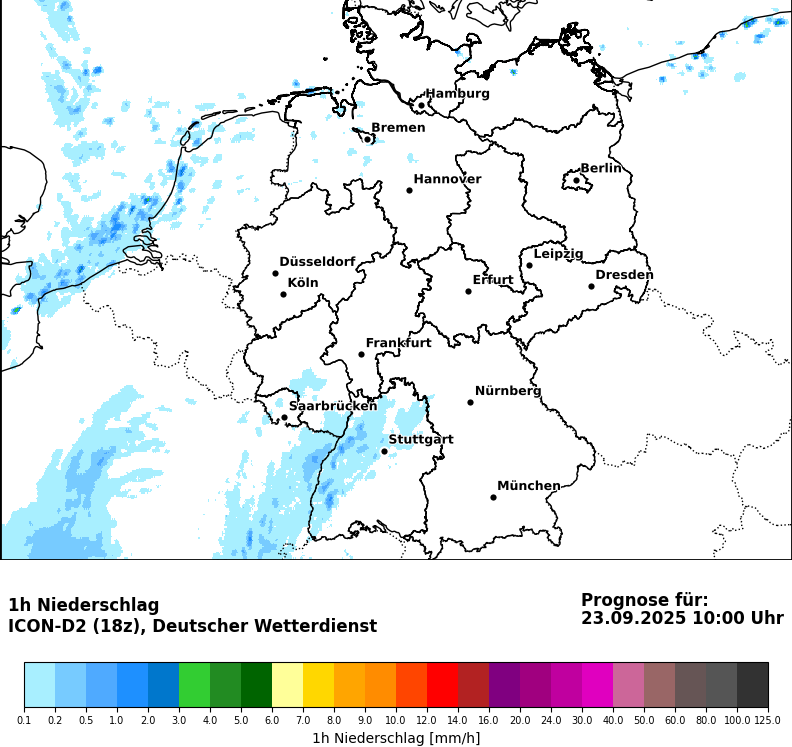 Hamburg
Bremen
Berlin
Hannover
Leipzig
Düsseldorf
Dresden
Köln
Erfurt
Frankfurt
Nürnberg
Saarbrücken
Stuttgart
München
1h Niederschlag
ICON-D2 (18z), Deutscher Wetterdienst
Prognose für:
23.09.2025 10:00 Uhr
0.1 0.2 0.5 1.0 2.0 3.0 4.0 5.0 6.0 7.0 8.0 9.0 10.0 12.0 14.0 16.0 20.0 24.0 30.0 40.0 50.0 60.0 80.0 100.0 125.0
1h Niederschlag [mm/h]